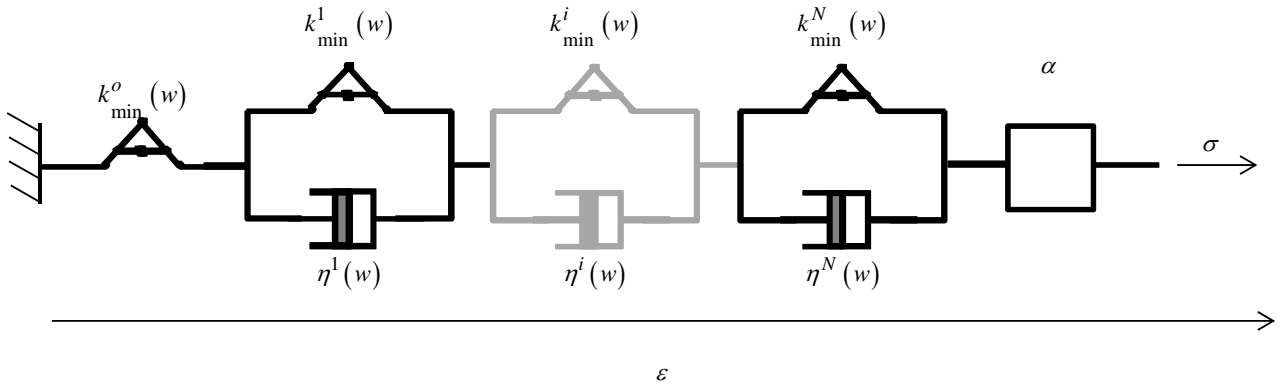 k^o_min (w) k^1_min (w) k^i_min (w) k^N_min (w) α
σ
η^1 (w) η^i (w) η^N (w)
ε